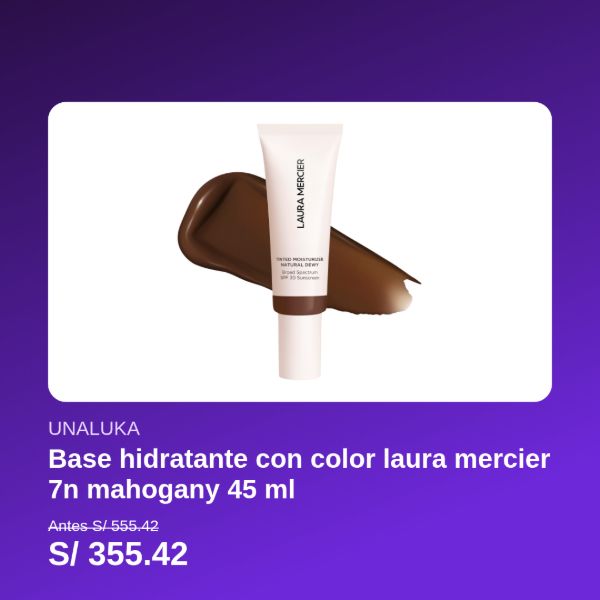 LAURA MERCIER
TINTED MOISTURIZER
NATURAL DEWY
Broad Spectrum
SPF 30 Sunscreen
UNALUKA
Base hidratante con color laura mercier
7n mahogany 45 ml
Antes S/ 555.42
S/ 355.42